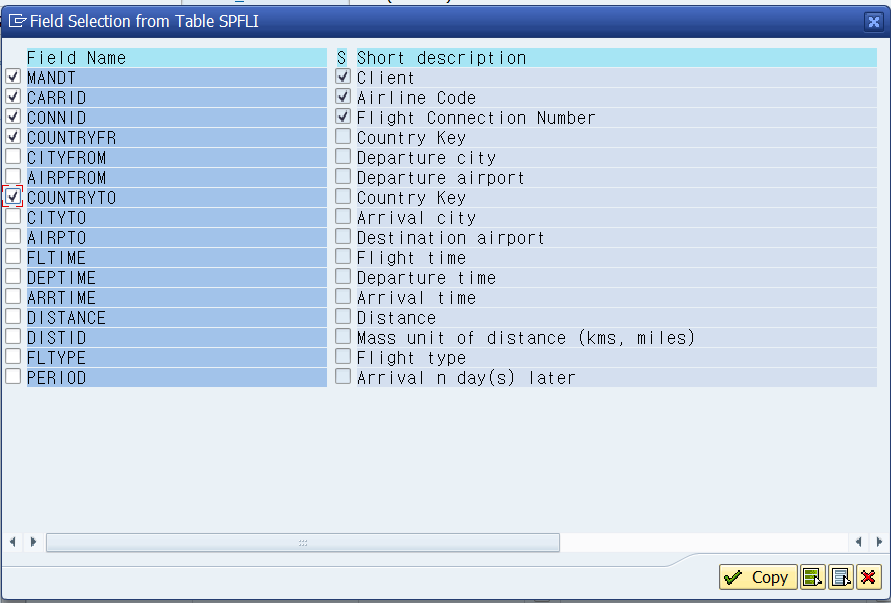 Field Selection from Table SPFLI
Field Name S Short description
MANDT Client
CARRID Airline Code
CONNID Flight Connection Number
COUNTRYFR Country Key
CITYFROM Departure city
AIRPFROM Departure airport
COUNTRYTO Country Key
CITYTO Arrival city
AIRPTO Destination airport
FLTIME Flight time
DEPTIME Departure time
ARRTIME Arrival time
DISTANCE Distance
DISTID Mass unit of distance (kms, miles)
FLTYPE Flight type
PERIOD Arrival n day(s) later
Copy